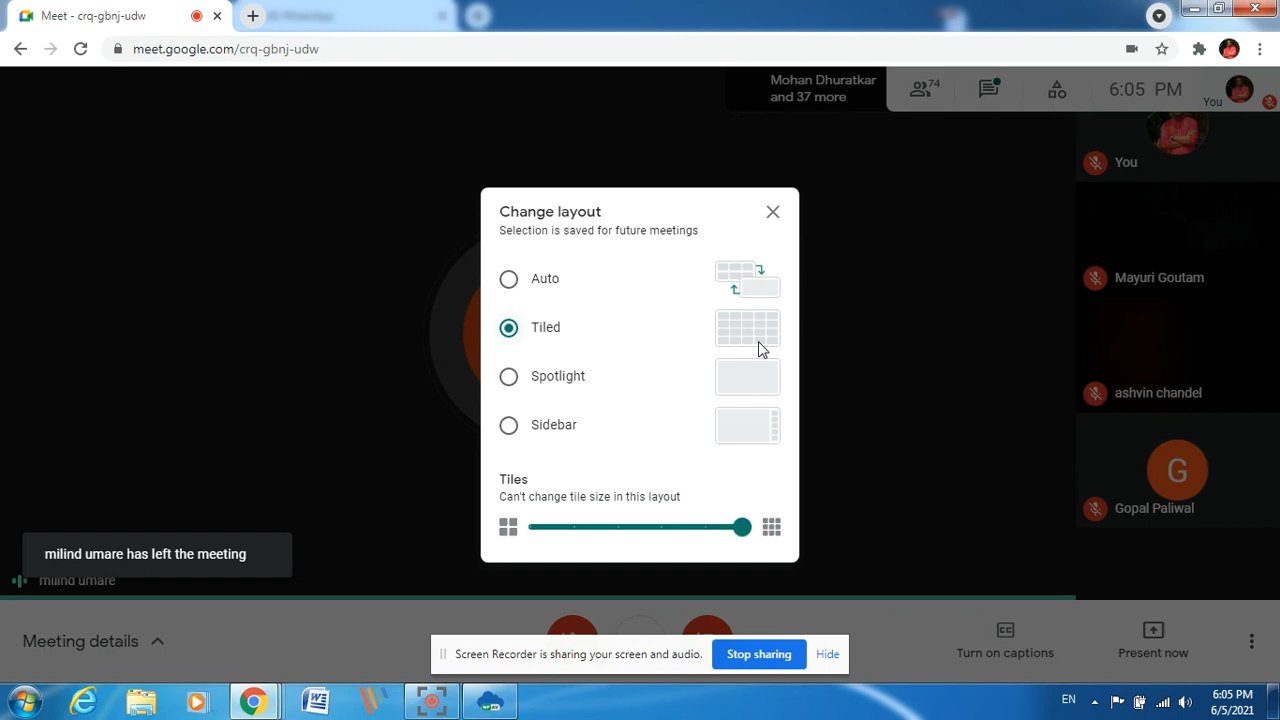 Meet - crq-gbnj-udw
meet.google.com/crq-gbnj-udw
Mohan Dhuratkar
and 37 more
74
6:05 PM
You
You
Mayuri Goutam
ashvin chandel
G
Gopal Paliwal
Change layout
Selection is saved for future meetings
Auto
Tiled
Spotlight
Sidebar
Tiles
Can't change tile size in this layout
milind umare has left the meeting
milind umare
Meeting details
Screen Recorder is sharing your screen and audio.
Stop sharing
Hide
CC
Turn on captions
Present now
EN
6:05 PM
6/5/2021